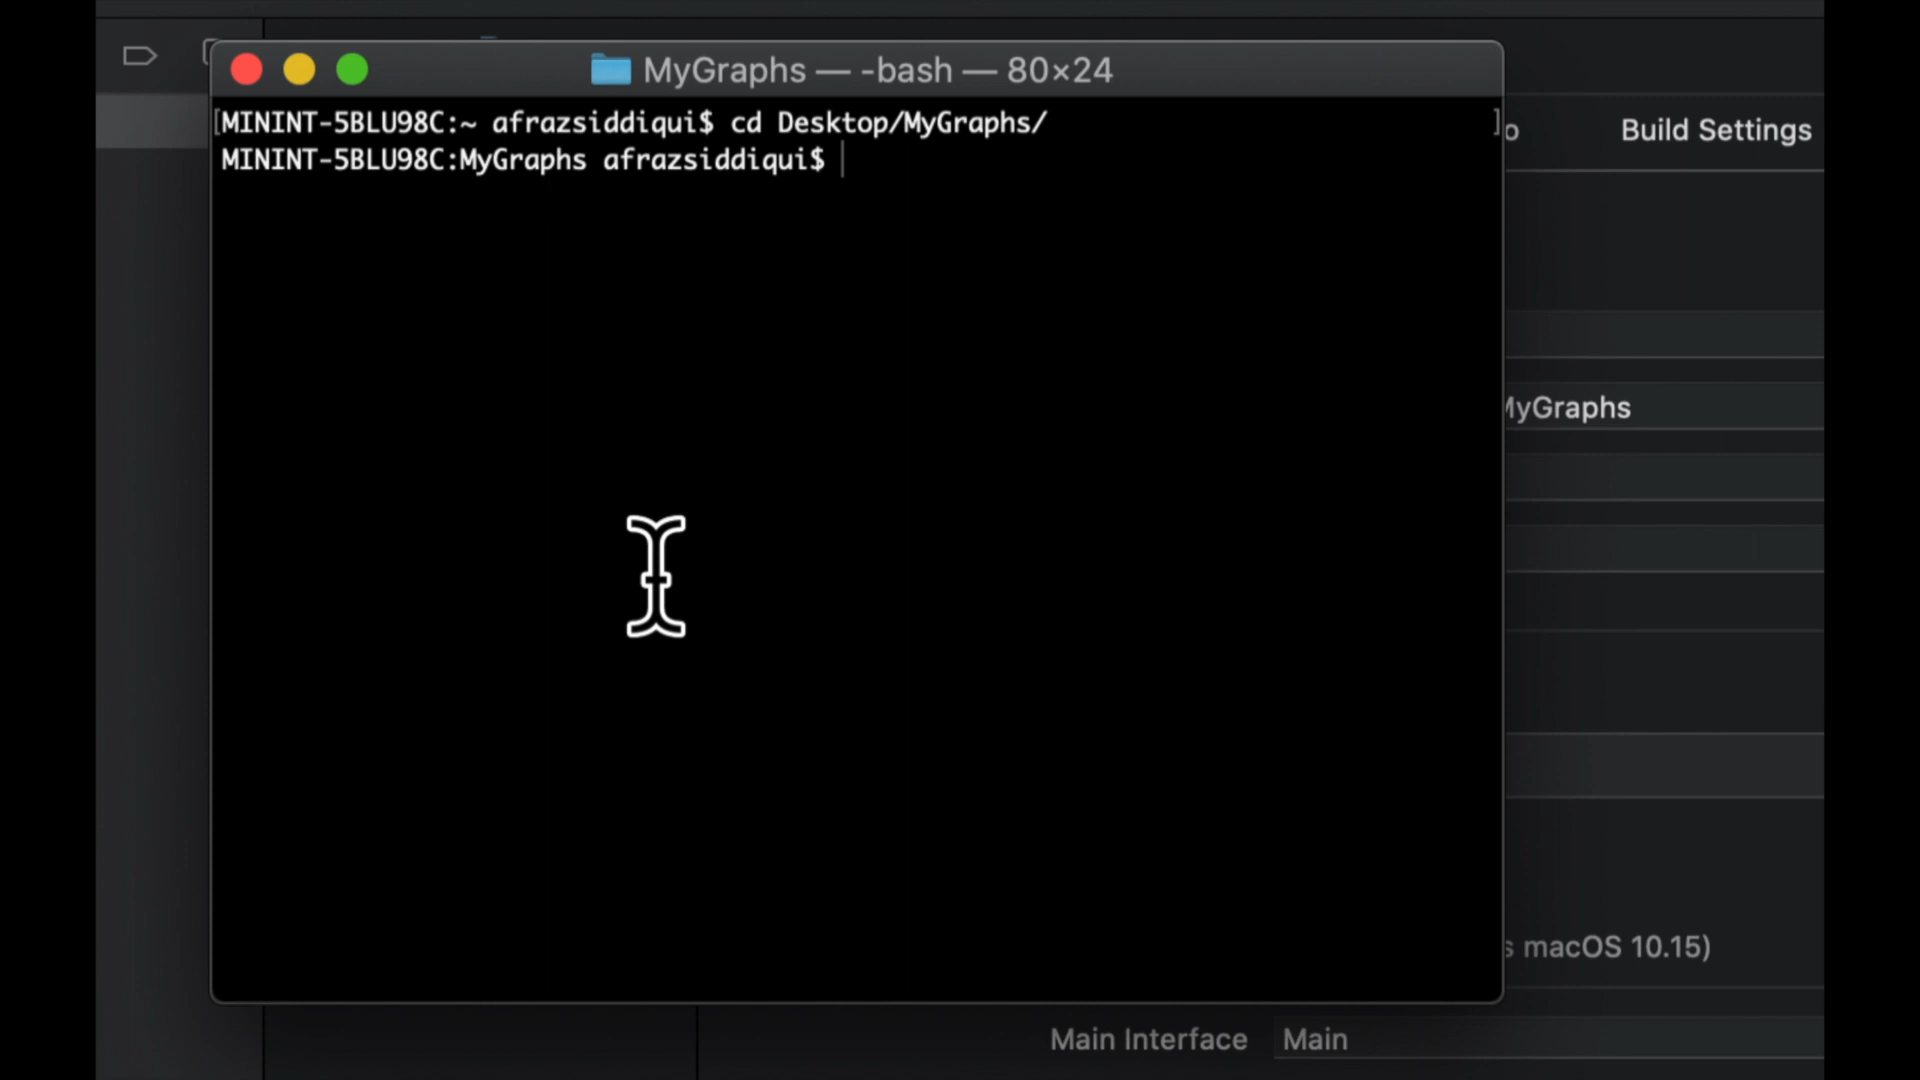 MyGraphs — -bash — 80×24
[MININT-5BLU98C:~ afrazsiddiqui$ cd Desktop/MyGraphs/ ]
MININT-5BLU98C:MyGraphs afrazsiddiqui$
Build Settings
MyGraphs
macOS 10.15)
Main Interface Main